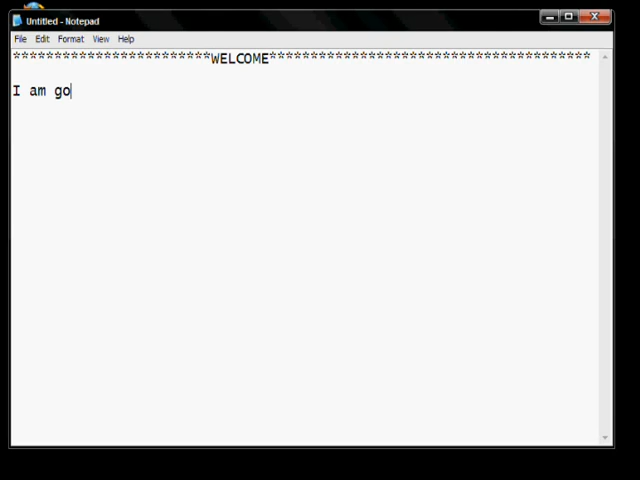 Untitled - Notepad
File Edit Format View Help
************************WELCOME***************************************
I am go